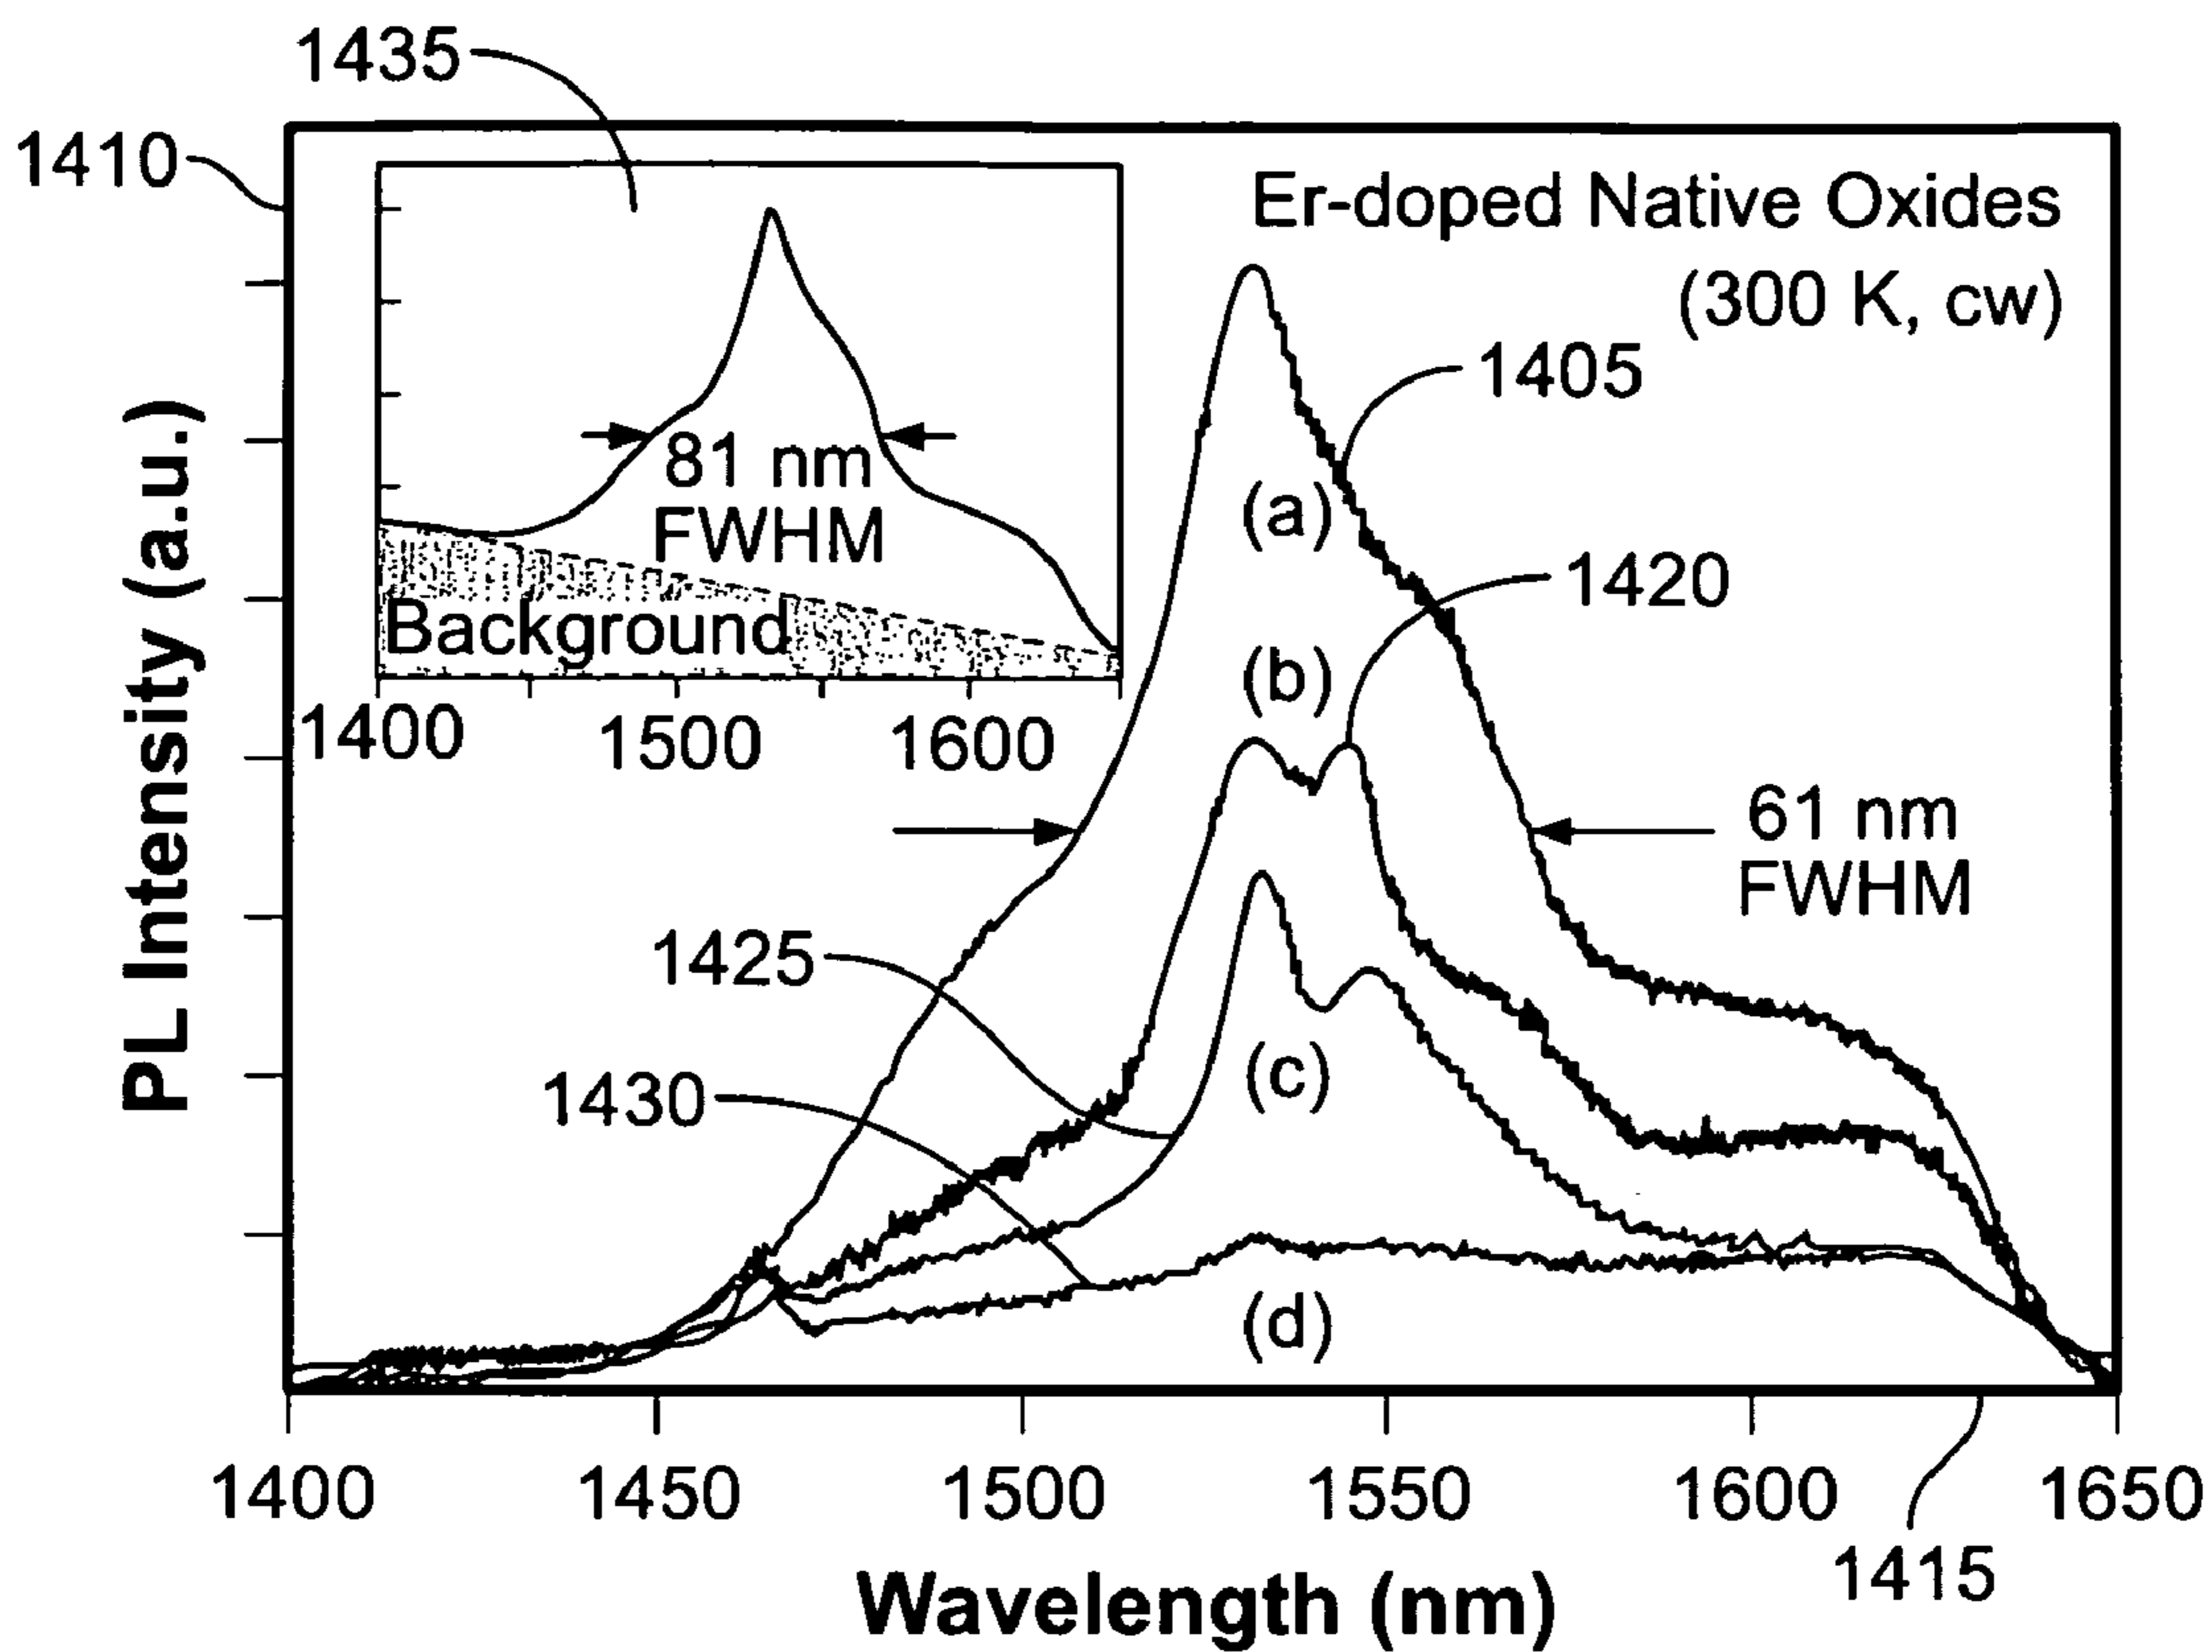 1435
1410
Er-doped Native Oxides
(300 K, cw)
1405
81 nm
FWHM
(a)
1420
Background
(b)
1400
1500
1600
61 nm
FWHM
1425
(c)
1430
(d)
PL Intensity (a.u.)
1400
1450
1500
1550
1600
1650
1415
Wavelength (nm)